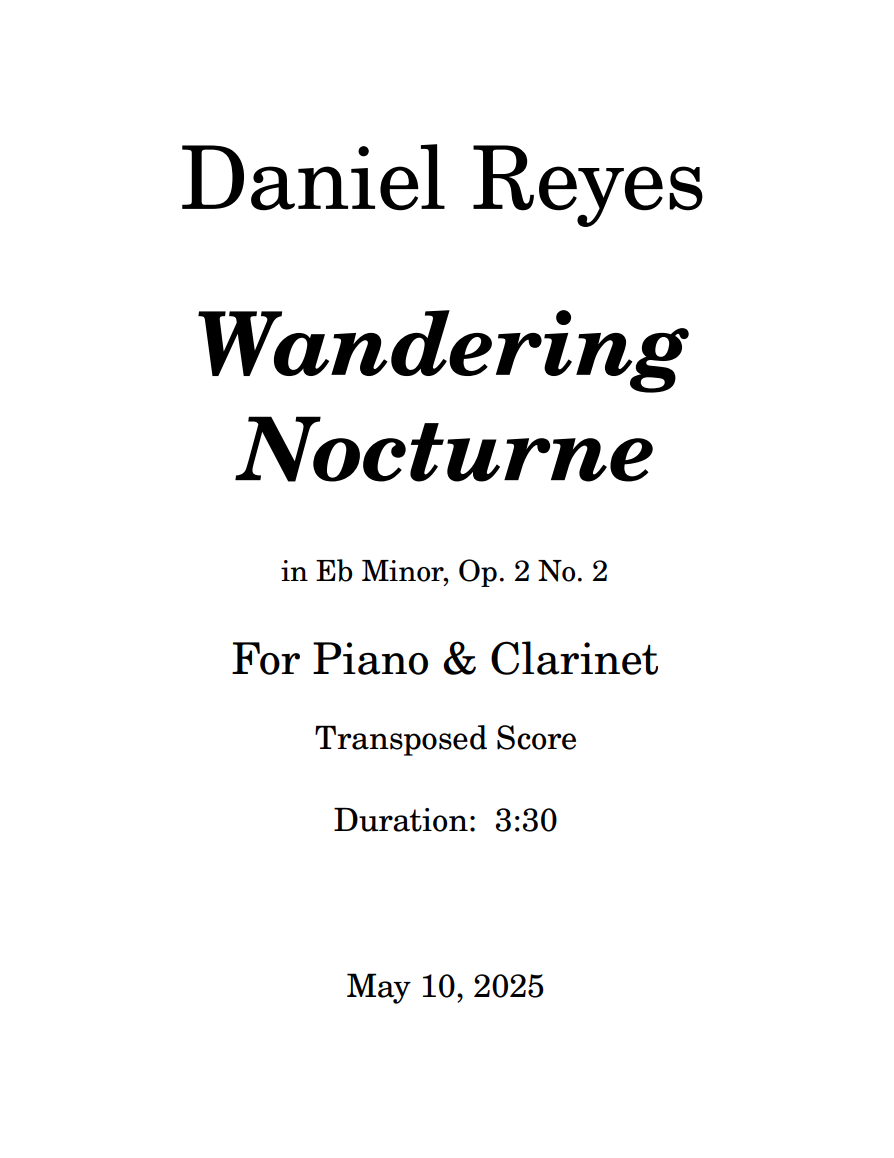 Daniel Reyes
Wandering
Nocturne
in Eb Minor, Op. 2 No. 2
For Piano & Clarinet
Transposed Score
Duration: 3:30
May 10, 2025